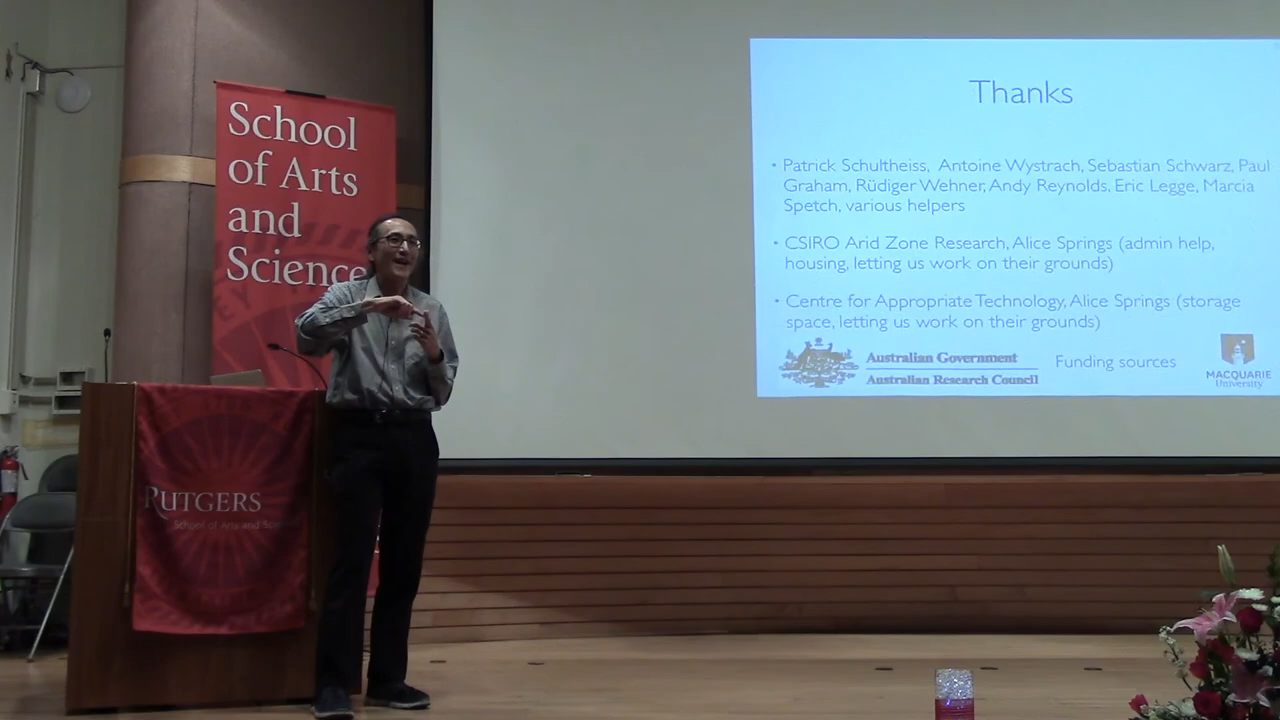 School
of Arts
and
Science
RUTGERS
School of Arts and
Thanks
• Patrick Schultheiss, Antoine Wystrach, Sebastian Schwarz, Paul
Graham, Rüdiger Wehner, Andy Reynolds, Eric Legge, Marcia
Spetch, various helpers
• CSIRO Arid Zone Research, Alice Springs (admin help,
housing, letting us work on their grounds)
• Centre for Appropriate Technology, Alice Springs (storage
space, letting us work on their grounds)
Australian Government
Australian Research Council
Funding sources
MACQUARIE
University